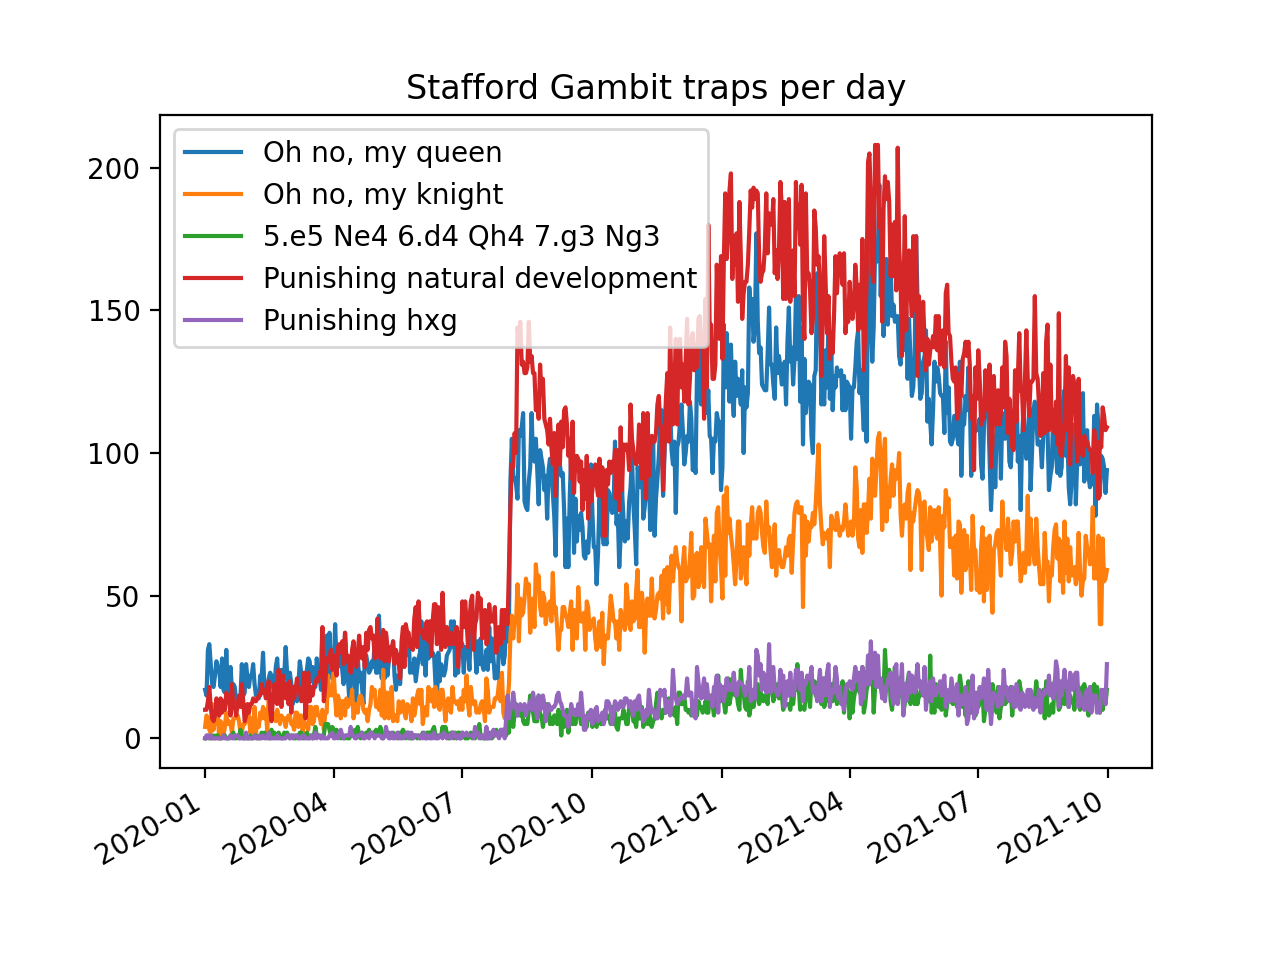 Stafford Gambit traps per day
Oh no, my queen
Oh no, my knight
5.e5 Ne4 6.d4 Qh4 7.g3 Ng3
Punishing natural development
Punishing hxg
200
150
100
50
0
2020-01
2020-04
2020-07
2020-10
2021-01
2021-04
2021-07
2021-10